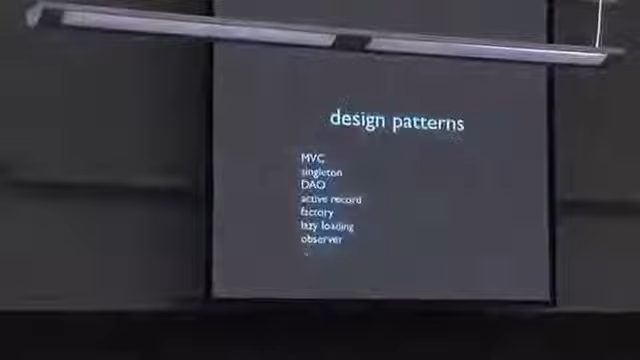 design patterns
MVC
singleton
DAO
active record
factory
lazy loading
observer